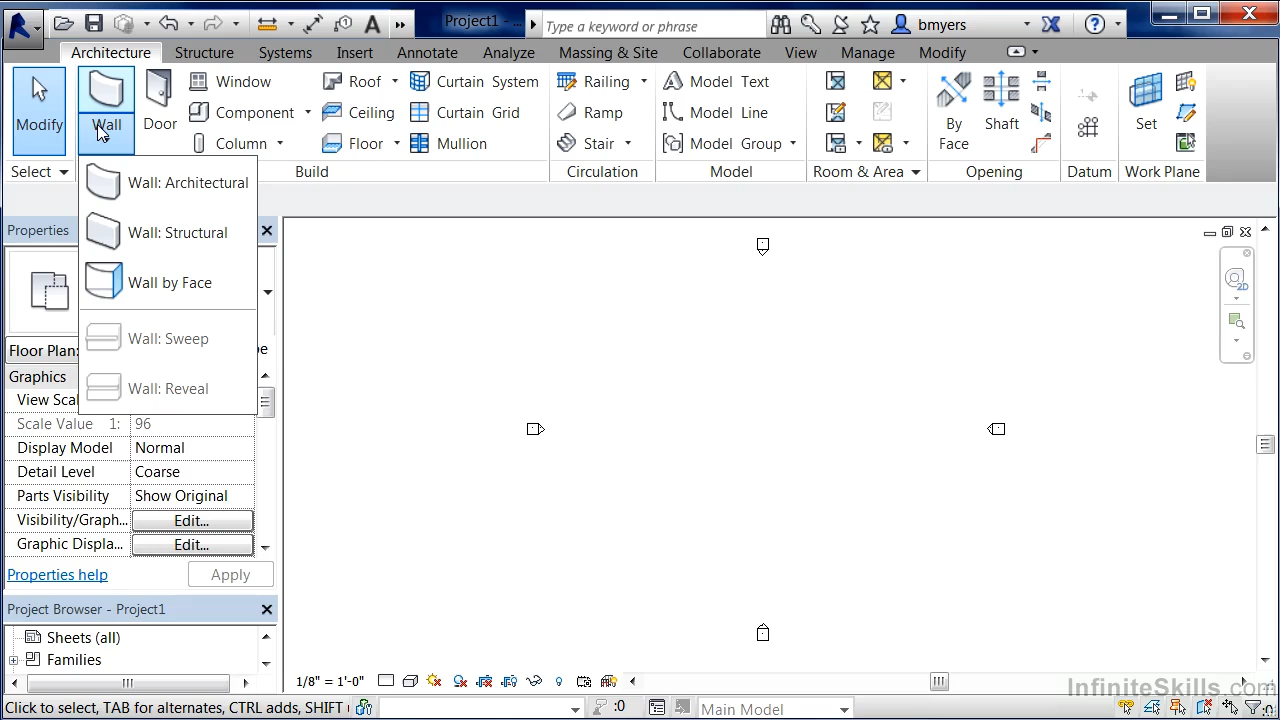 Project1 - ...
Type a keyword or phrase
bmyers
Architecture Structure Systems Insert Annotate Analyze Massing & Site Collaborate View Manage Modify
Modify
Wall
Door
Window
Component
Column
Roof
Ceiling
Floor
Curtain System
Curtain Grid
Mullion
Railing
Ramp
Stair
Model Text
Model Line
Model Group
By
Face
Shaft
Set
Select
Build
Circulation
Model
Room & Area
Opening
Datum
Work Plane
Wall: Architectural
Wall: Structural
Wall by Face
Wall: Sweep
Wall: Reveal
Properties
Floor Plan:
Graphics
View Scal
Scale Value 1: 96
Display Model Normal
Detail Level Coarse
Parts Visibility Show Original
Visibility/Graph... Edit...
Graphic Displa... Edit...
Properties help Apply
Project Browser - Project1
Sheets (all)
Families
2D
1/8" = 1'-0"
Click to select, TAB for alternates, CTRL adds, SHIFT
:0
Main Model
:0
InfiniteSkills.com